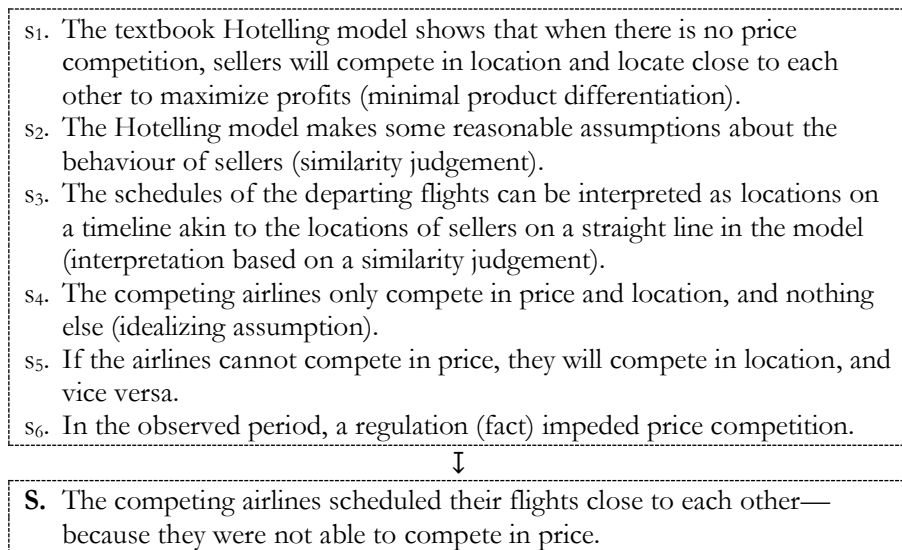 s₁. The textbook Hotelling model shows that when there is no price
competition, sellers will compete in location and locate close to each
other to maximize profits (minimal product differentiation).
s₂. The Hotelling model makes some reasonable assumptions about the
behaviour of sellers (similarity judgement).
s₃. The schedules of the departing flights can be interpreted as locations on
a timeline akin to the locations of sellers on a straight line in the model
(interpretation based on a similarity judgement).
s₄. The competing airlines only compete in price and location, and nothing
else (idealizing assumption).
s₅. If the airlines cannot compete in price, they will compete in location, and
vice versa.
s₆. In the observed period, a regulation (fact) impeded price competition.
↧
S. The competing airlines scheduled their flights close to each other—
because they were not able to compete in price.